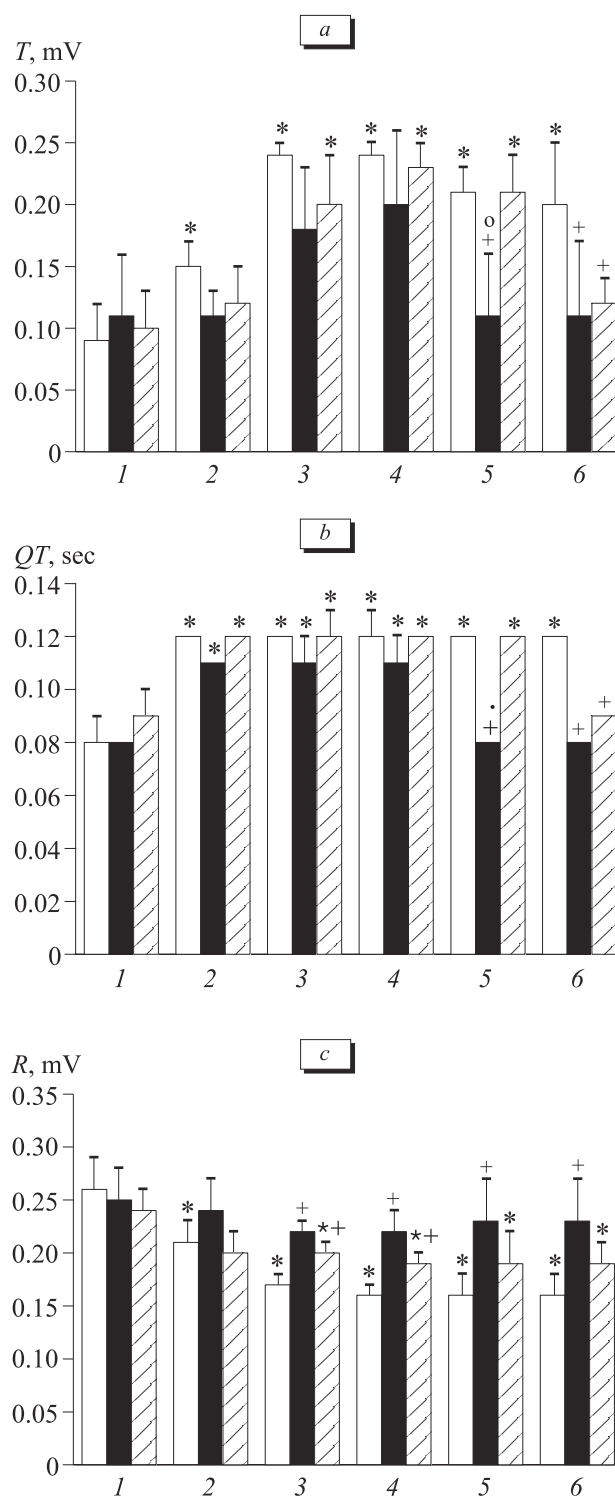 a
T, mV
0.30
0.25
0.20
0.15
0.10
0.05
0
* * * * * * * *
o
+ + +
1 2 3 4 5 6
b
QT, sec
0.14
0.12
0.10
0.08
0.06
0.04
0.02
0
* * * * * * * * * * * *
+ + +
1 2 3 4 5 6
c
R, mV
0.35
0.30
0.25
0.20
0.15
0.10
0.05
0
* + *+ + *+ + * + *
* * * *
1 2 3 4 5 6